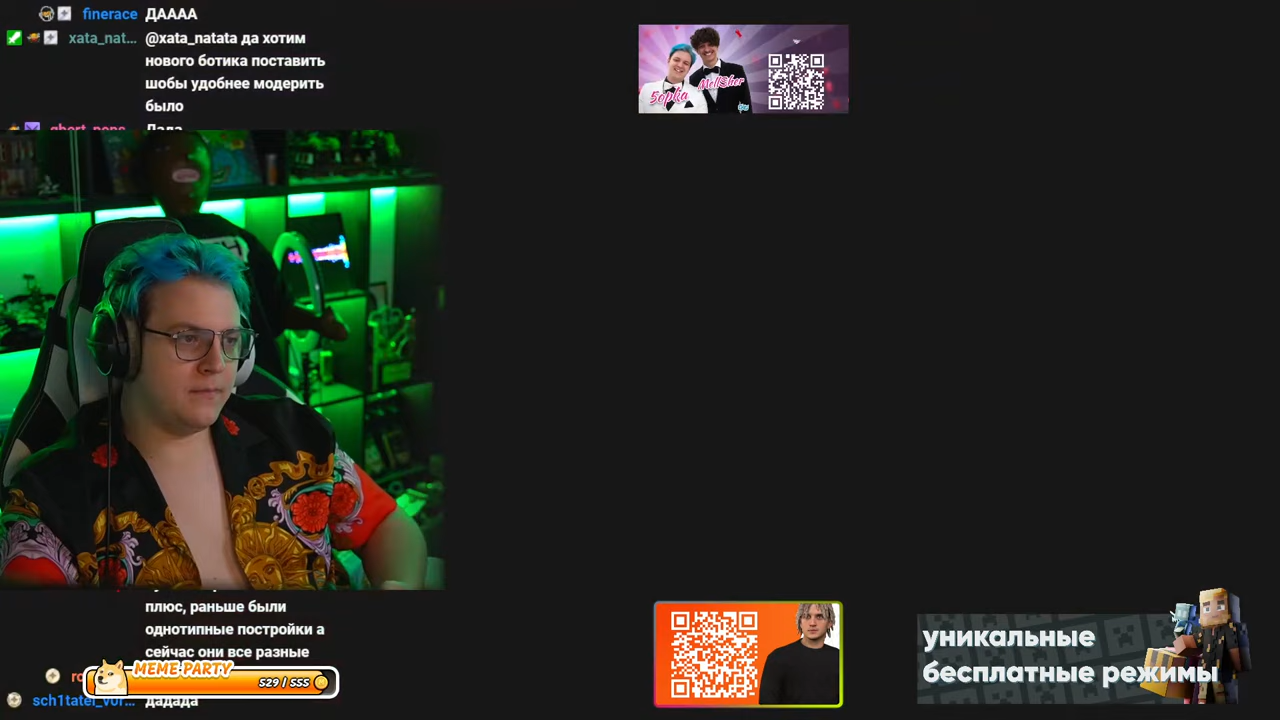 finerace ДАААА
xata_nat... @xata_natata да хотим
нового ботика поставить
шобы удобнее модерить
было
5opka
MellSher
плюс, раньше были
однотипные постройки а
сейчас они все разные
MEME PARTY
529 / 555
дадада
уникальные
бесплатные режимы